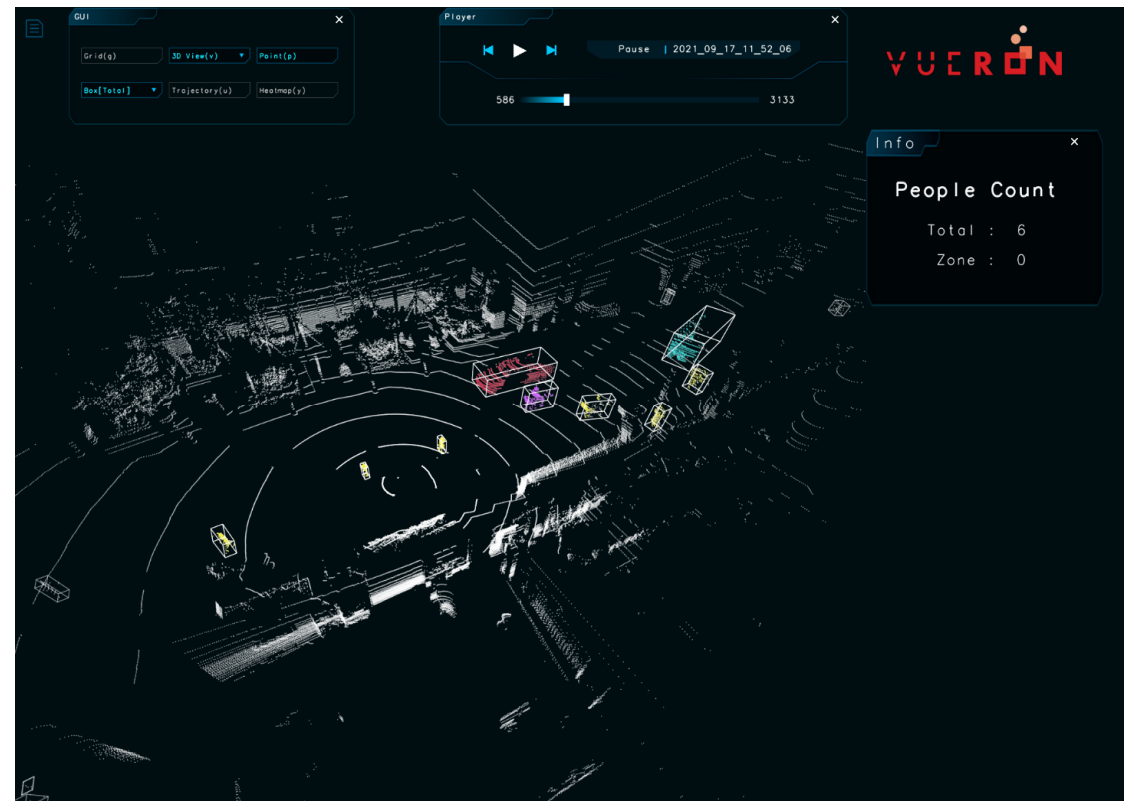 GUI
Grid(g)
3D View(v)
Point(p)
Box[Total]
Trajectory(u)
Heatmap(y)
Player
Pause | 2021_09_17_11_52_06
586
3133
VUERON
Info
People Count
Total : 6
Zone : 0